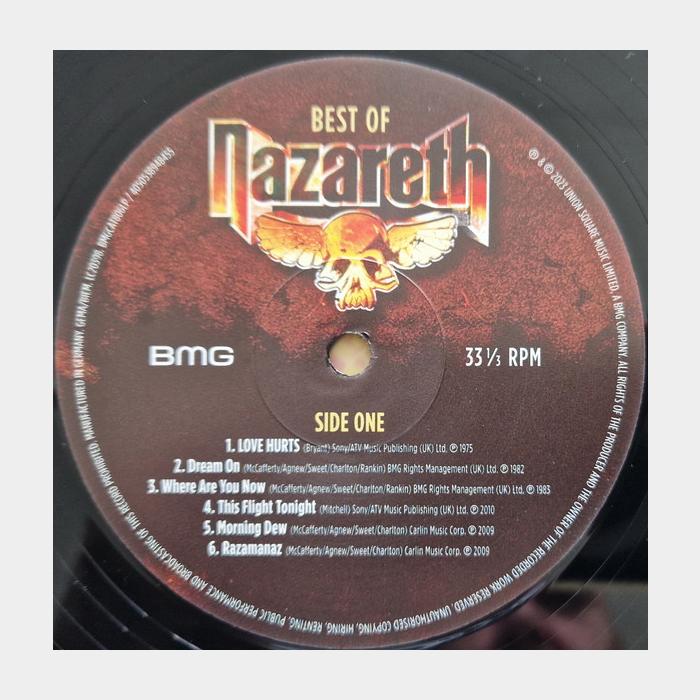 BEST OF
Nazareth
BMG
33 1/3 RPM
SIDE ONE
1. LOVE HURTS (Bryant) Sony/ATV Music Publishing (UK) Ltd. ℗ 1975
2. Dream On (McCafferty/Agnew/Sweet/Charlton/Rankin) BMG Rights Management (UK) Ltd. ℗ 1982
3. Where Are You Now (McCafferty/Agnew/Sweet/Charlton/Rankin) BMG Rights Management (UK) Ltd. ℗ 1983
4. This Flight Tonight (Mitchell) Sony/ATV Music Publishing (UK) Ltd. ℗ 2010
5. Morning Dew (McCafferty/Agnew/Sweet/Charlton) Carlin Music Corp. ℗ 2009
6. Razamanaz (McCafferty/Agnew/Sweet/Charlton) Carlin Music Corp. ℗ 2009
℗ & © 2023 UNION SQUARE MUSIC LIMITED, A BMG COMPANY. ALL RIGHTS OF THE PRODUCER AND THE OWNER OF THE RECORDED WORK RESERVED. UNAUTHORISED COPYING, HIRING, RENTING, PUBLIC PERFORMANCE AND BROADCASTING OF THIS RECORD PROHIBITED. MANUFACTURED IN GERMANY. GEMA/BIEM. LC20391.